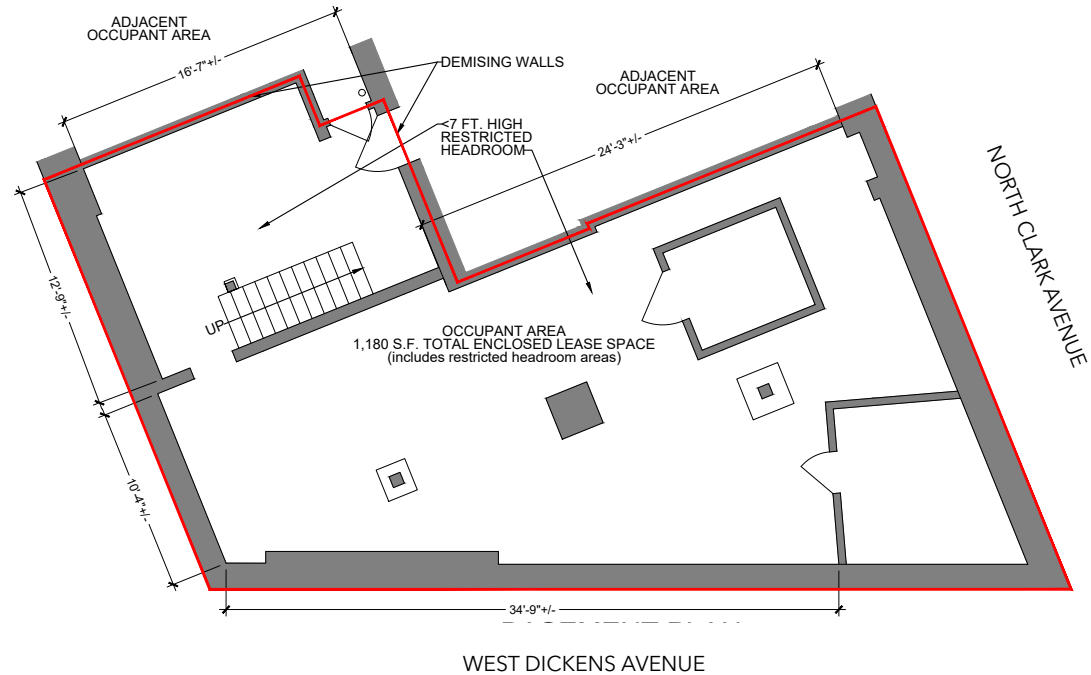 ADJACENT
OCCUPANT AREA
16'-7"+/-
DEMISING WALLS
ADJACENT
OCCUPANT AREA
<7 FT. HIGH
RESTRICTED
HEADROOM
24'-3"+/-
NORTH CLARK AVENUE
12'-9"+/-
UP
OCCUPANT AREA
1,180 S.F. TOTAL ENCLOSED LEASE SPACE
(includes restricted headroom areas)
10'-4"+/-
34'-9"+/-
WEST DICKENS AVENUE